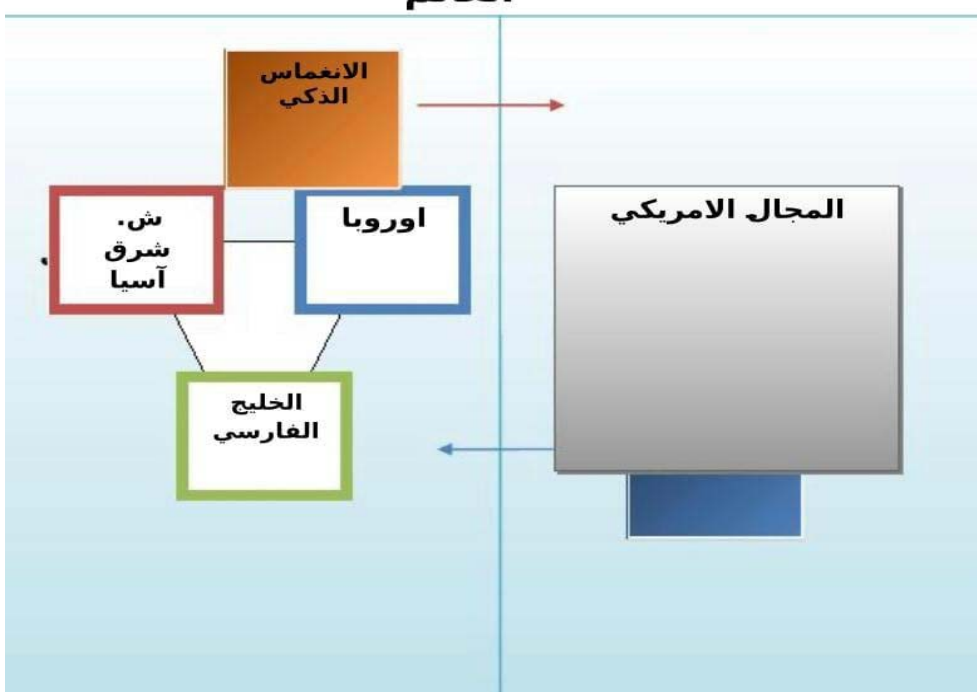 الانغماس
الذكي
المجال الامريكي
اوروبا
ش.
شرق
آسيا
الخليج
الفارسي